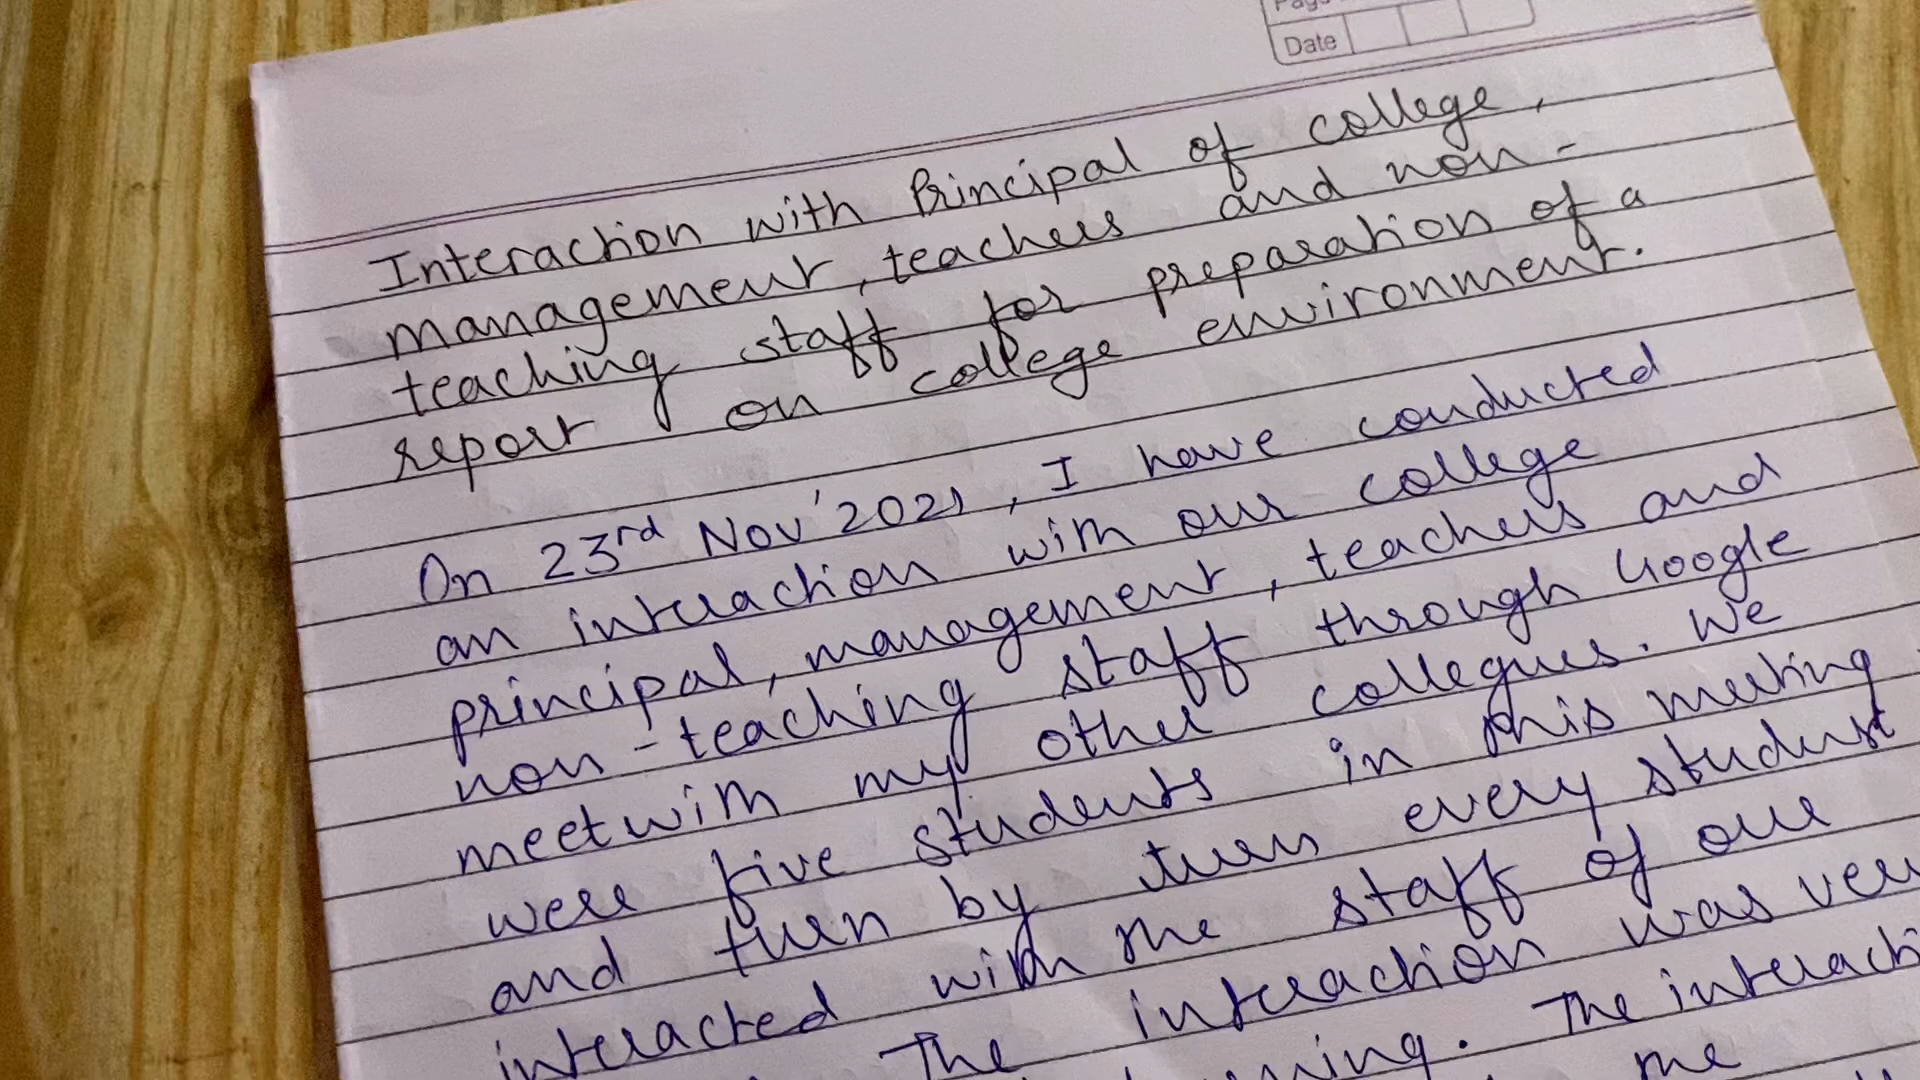 Date
Interaction with Principal of college,
management, teachers and non-
teaching staff for preparation of a
report on college environment.
On 23rd Nov'2021, I have conducted
an interaction with our college
principal, management, teachers and
non-teaching staff through Google
meet with my other collegues. We
were five students in this meeting
and turn by turn every student
interacted with the staff of our
The interaction was
The
the